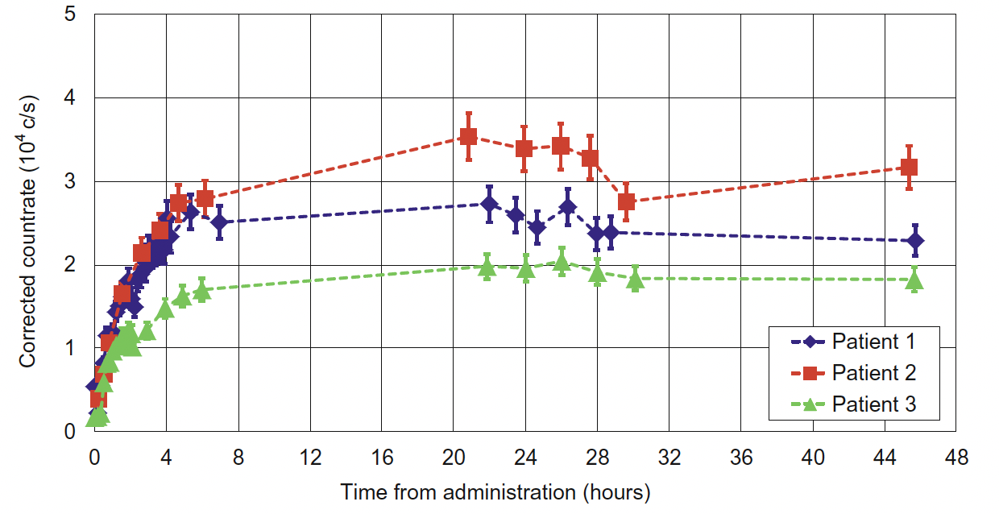 5
4
3
2
1
0
Corrected countrate (10⁴ c/s)
0 4 8 12 16 20 24 28 32 36 40 44 48
Time from administration (hours)
Patient 1
Patient 2
Patient 3